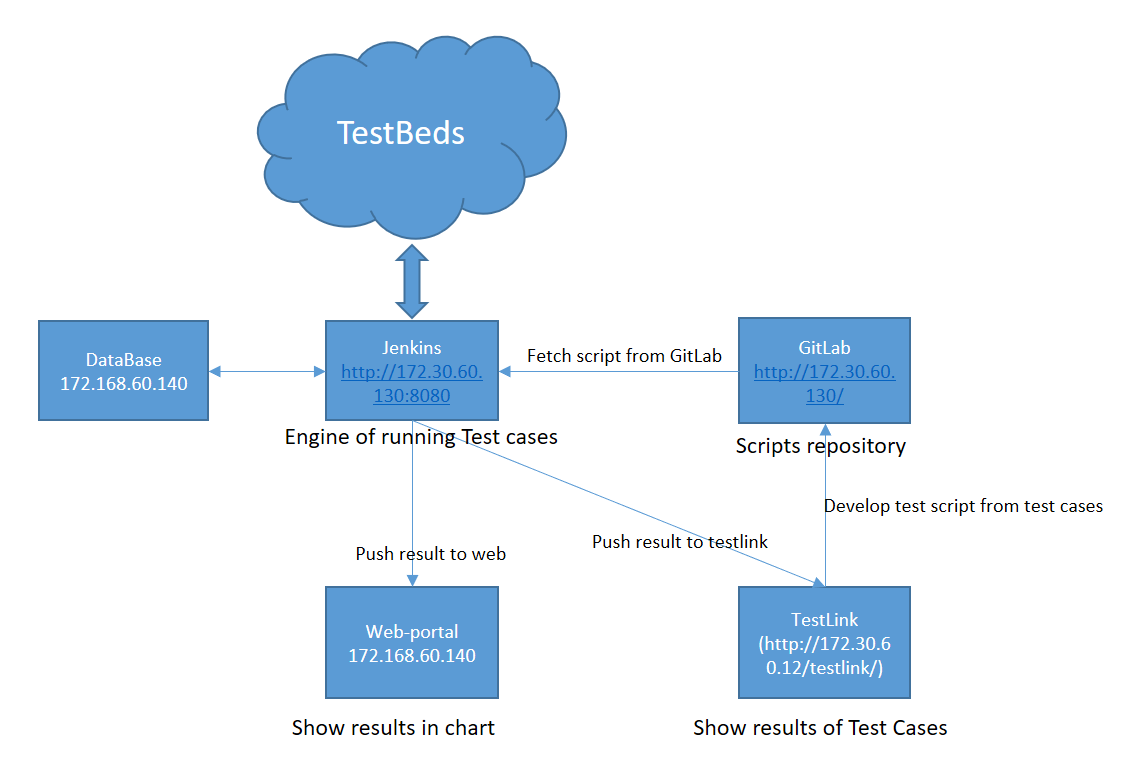 TestBeds
DataBase
172.168.60.140
Jenkins
http://172.30.60.
130:8080
Engine of running Test cases
Fetch script from GitLab
GitLab
http://172.30.60.
130/
Scripts repository
Develop test script from test cases
Push result to web
Push result to testlink
Web-portal
172.168.60.140
Show results in chart
TestLink
(http://172.30.6
0.12/testlink/)
Show results of Test Cases